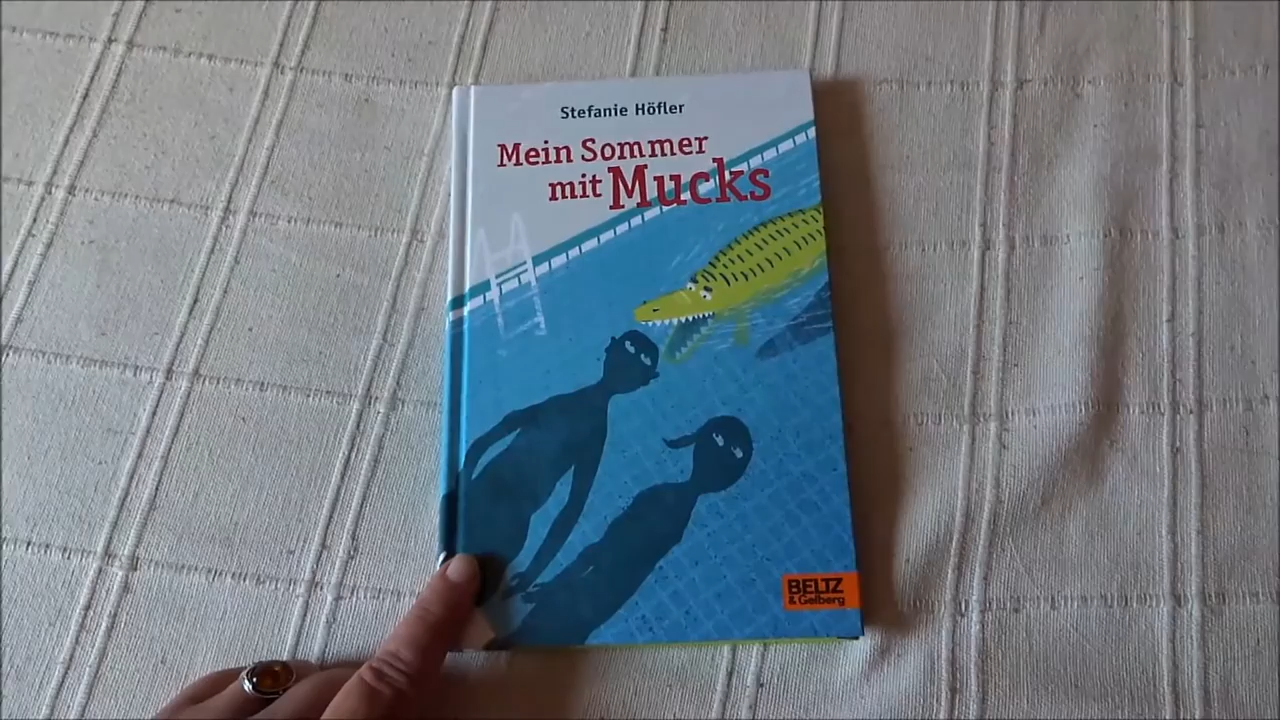 Stefanie Höfler
Mein Sommer
mit Mucks
BELTZ
& Gelberg